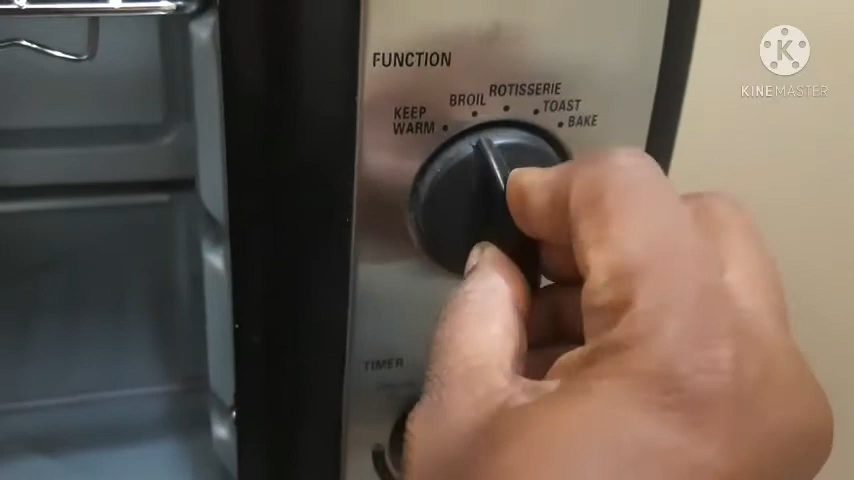 K
KINEMASTER
FUNCTION
KEEP
WARM
BROIL
ROTISSERIE
TOAST
BAKE
TIMER